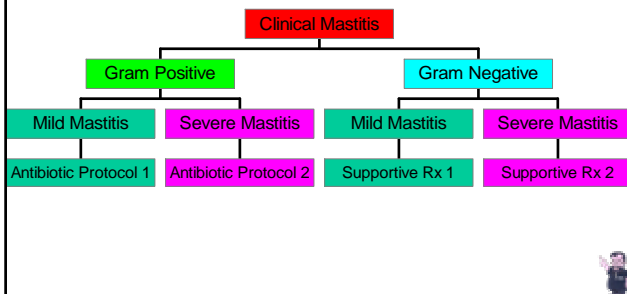 Clinical Mastitis
Gram Positive
Gram Negative
Mild Mastitis
Severe Mastitis
Mild Mastitis
Severe Mastitis
Antibiotic Protocol 1
Antibiotic Protocol 2
Supportive Rx 1
Supportive Rx 2